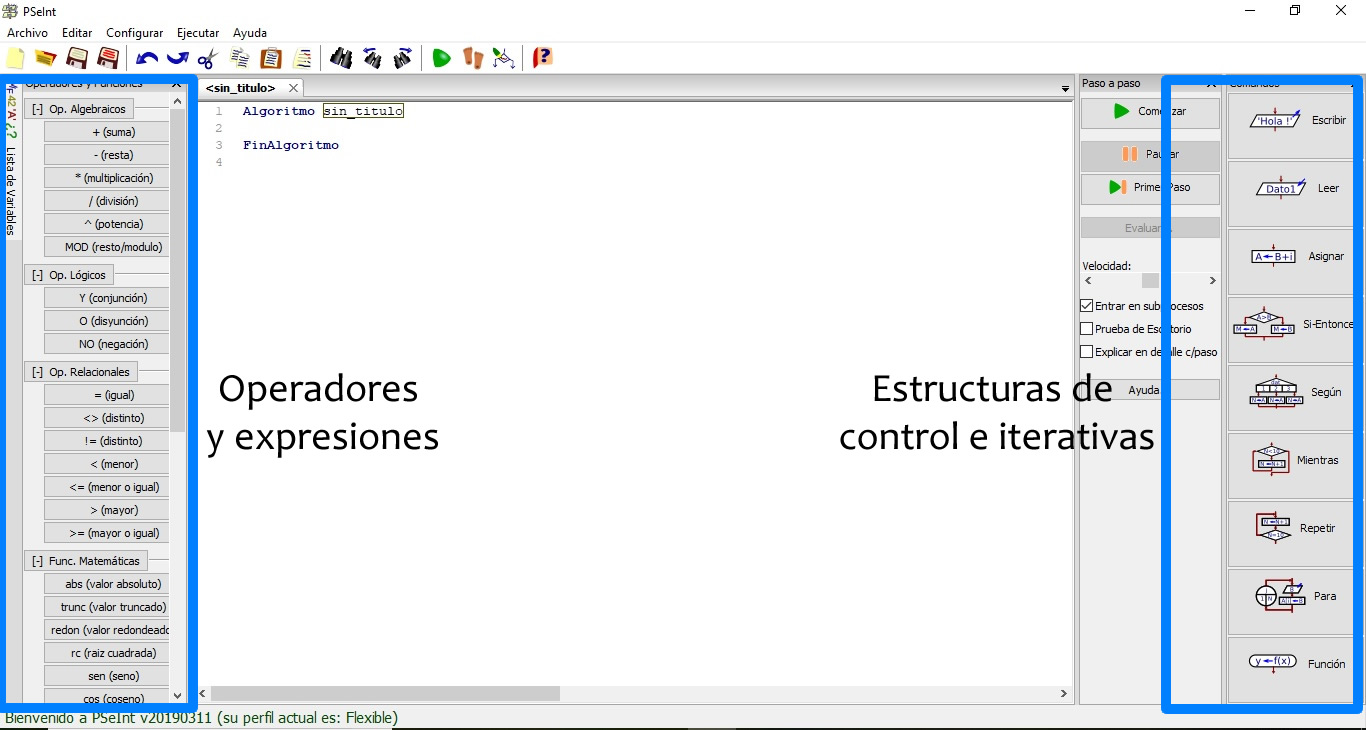 PSeInt
Archivo Editar Configurar Ejecutar Ayuda
Operadores y Funciones
Lista de Variables
[-] Op. Algebraicos
+ (suma)
- (resta)
* (multiplicación)
/ (división)
^ (potencia)
MOD (resto/modulo)
[-] Op. Lógicos
Y (conjunción)
O (disyunción)
NO (negación)
[-] Op. Relacionales
= (igual)
<> (distinto)
!= (distinto)
< (menor)
<= (menor o igual)
> (mayor)
>= (mayor o igual)
[-] Func. Matemáticas
abs (valor absoluto)
trunc (valor truncado)
redon (valor redondeado
rc (raiz cuadrada)
sen (seno)
cos (coseno)
<sin_titulo>
1 Algoritmo sin_titulo
2
3 FinAlgoritmo
4
Operadores
y expresiones
Estructuras de
control e iterativas
Paso a paso
Comenzar
Pausar
Primer Paso
Evaluar
Velocidad:
Entrar en subprocesos
Prueba de Escritorio
Explicar en detalle c/paso
Ayuda
Comandos
'Hola !' Escribir
Dato1 Leer
A←B+i Asignar
A>B
M←A M←B
Si-Entonce
Según
Mientras
Repetir
Para
y←f(x) Función
Bienvenido a PSeInt v20190311 (su perfil actual es: Flexible)